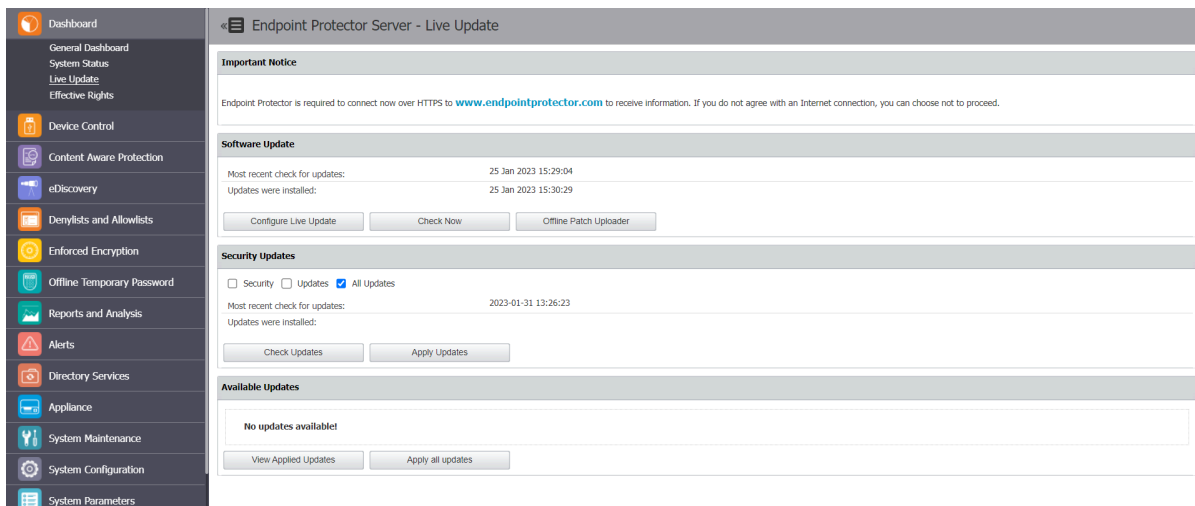 Dashboard
General Dashboard
System Status
Live Update
Effective Rights
Device Control
Content Aware Protection
eDiscovery
Denylists and Allowlists
Enforced Encryption
Offline Temporary Password
Reports and Analysis
Alerts
Directory Services
Appliance
System Maintenance
System Configuration
System Parameters
Endpoint Protector Server - Live Update
Important Notice
Endpoint Protector is required to connect now over HTTPS to www.endpointprotector.com to receive information. If you do not agree with an Internet connection, you can choose not to proceed.
Software Update
Most recent check for updates: 25 Jan 2023 15:29:04
Updates were installed: 25 Jan 2023 15:30:29
Configure Live Update Check Now Offline Patch Uploader
Security Updates
Security Updates All Updates
Most recent check for updates: 2023-01-31 13:26:23
Updates were installed:
Check Updates Apply Updates
Available Updates
No updates available!
View Applied Updates Apply all updates